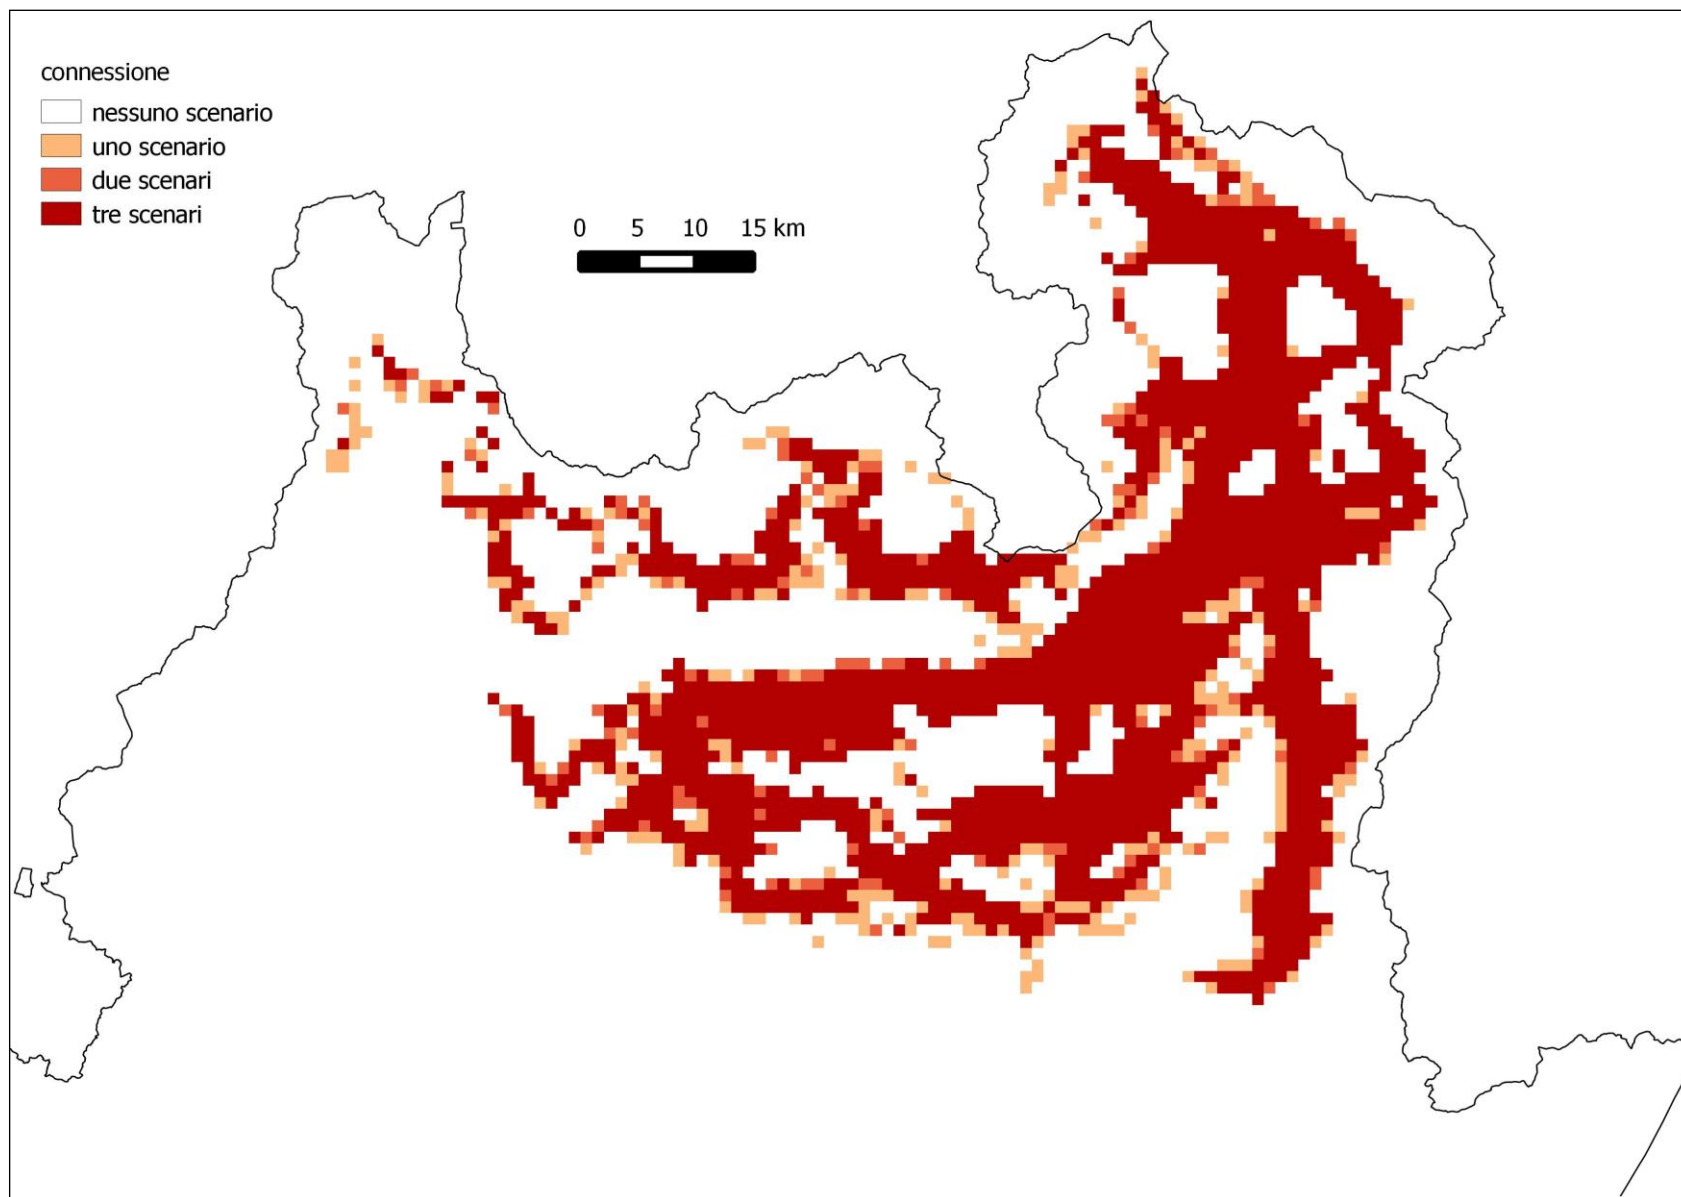 connessione
nessuno scenario
uno scenario
due scenari
tre scenari
0 5 10 15 km